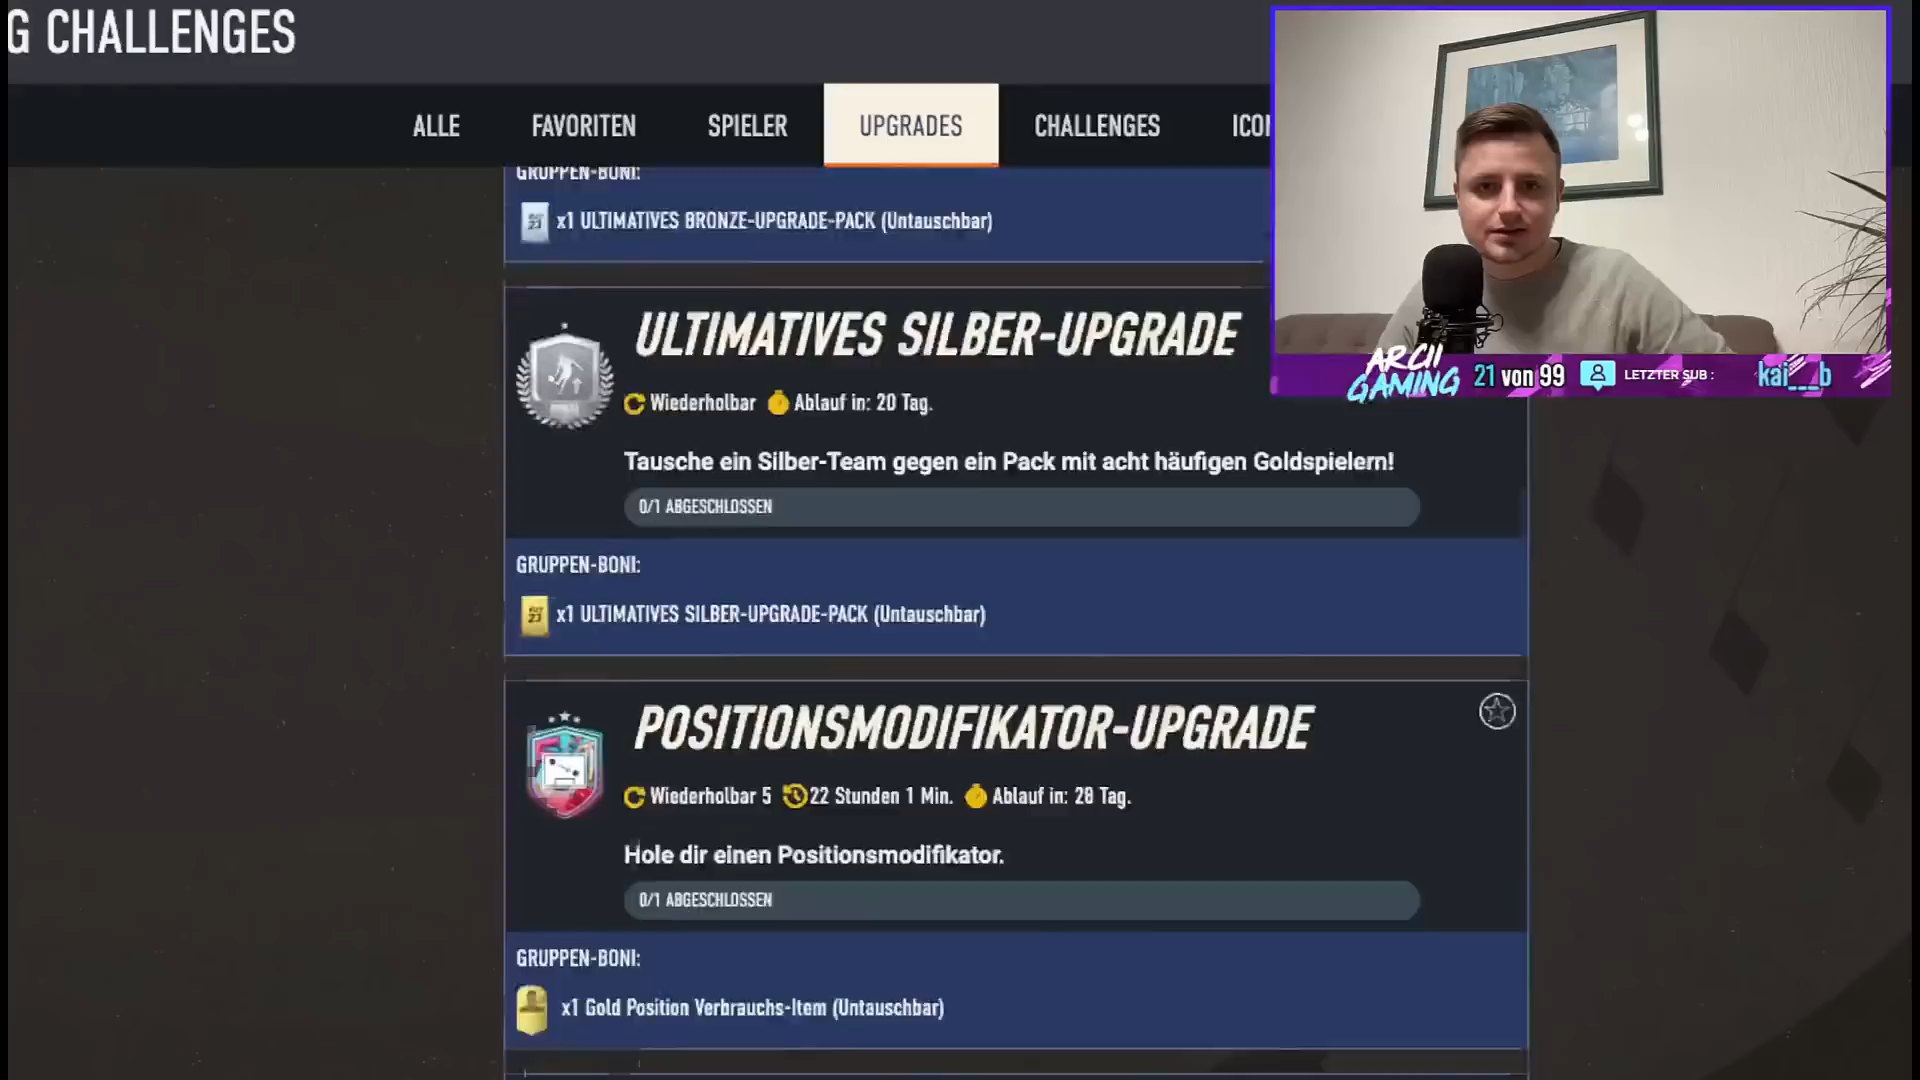 G CHALLENGES
ALLE
FAVORITEN
SPIELER
UPGRADES
CHALLENGES
ICON
GRUPPEN-BONI:
x1 ULTIMATIVES BRONZE-UPGRADE-PACK (Untauschbar)
ULTIMATIVES SILBER-UPGRADE
Wiederholbar Ablauf in: 20 Tag.
Tausche ein Silber-Team gegen ein Pack mit acht häufigen Goldspielern!
0/1 ABGESCHLOSSEN
GRUPPEN-BONI:
x1 ULTIMATIVES SILBER-UPGRADE-PACK (Untauschbar)
POSITIONSMODIFIKATOR-UPGRADE
Wiederholbar 5 22 Stunden 1 Min. Ablauf in: 28 Tag.
Hole dir einen Positionsmodifikator.
0/1 ABGESCHLOSSEN
GRUPPEN-BONI:
x1 Gold Position Verbrauchs-Item (Untauschbar)
ARCII
GAMING
21 von 99
LETZTER SUB :
kai___b